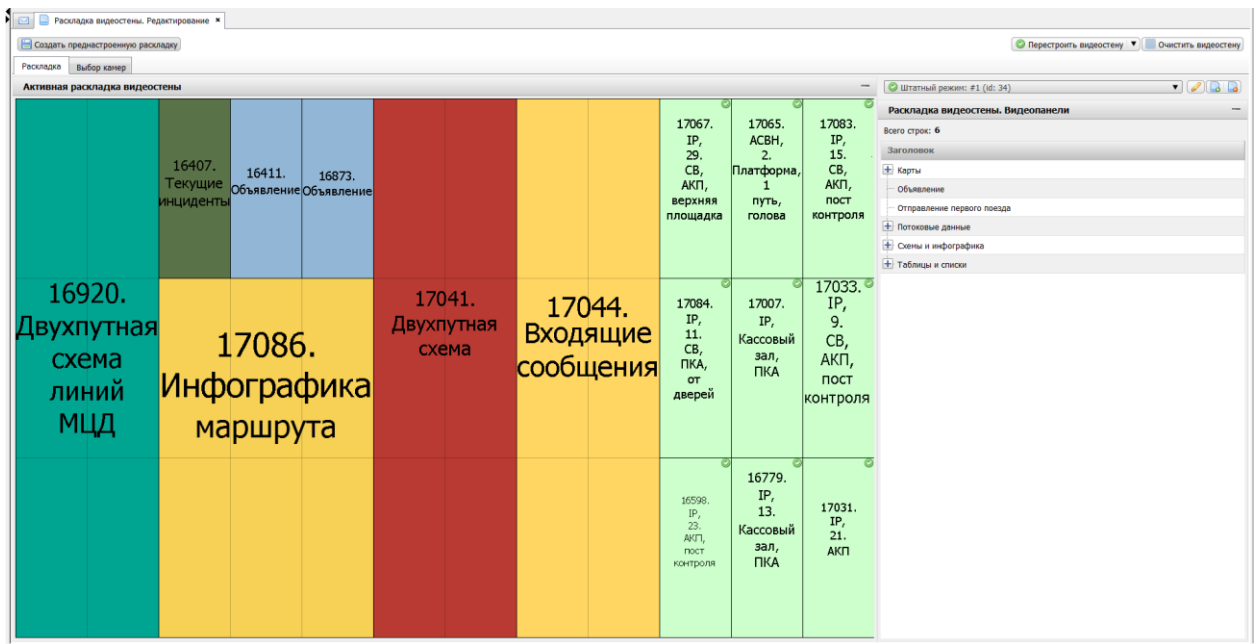 Раскладка видеостены. Редактирование
Создать преднастроенную раскладку
Перестроить видеостену
Очистить видеостену
Раскладка
Выбор камер
Активная раскладка видеостены
16920.
Двухпутная
схема
линий
МЦД
16407.
Текущие
инциденты
16411.
Объявление
16873.
Объявление
17086.
Инфографика
маршрута
17041.
Двухпутная
схема
17044.
Входящие
сообщения
17067.
IP,
29.
СВ,
АКП,
верхняя
площадка
17065.
АСВН,
2.
Платформа,
1
путь,
голова
17083.
IP,
15.
СВ,
АКП,
пост
контроля
17084.
IP,
11.
СВ,
ПКА,
от
дверей
17007.
IP,
Кассовый
зал,
ПКА
17033.
IP,
9.
СВ,
АКП,
пост
контроля
16598.
IP,
23.
АКП,
пост
контроля
16779.
IP,
13.
Кассовый
зал,
ПКА
17031.
IP,
21.
АКП
Штатный режим: #1 (id: 34)
Раскладка видеостены. Видеопанели
Всего строк: 6
Заголовок
Карты
Объявление
Отправление первого поезда
Потоковые данные
Схемы и инфографика
Таблицы и списки